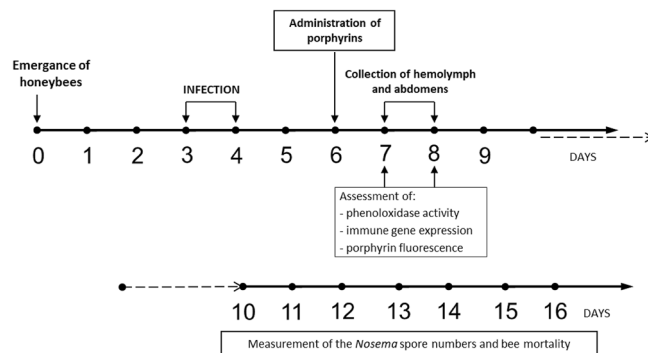 Administration of
porphyrins
Emergance of
honeybees
INFECTION
Collection of hemolymph
and abdomens
0 1 2 3 4 5 6 7 8 9
DAYS
Assessment of:
- phenoloxidase activity
- immune gene expression
- porphyrin fluorescence
10 11 12 13 14 15 16 DAYS
Measurement of the Nosema spore numbers and bee mortality